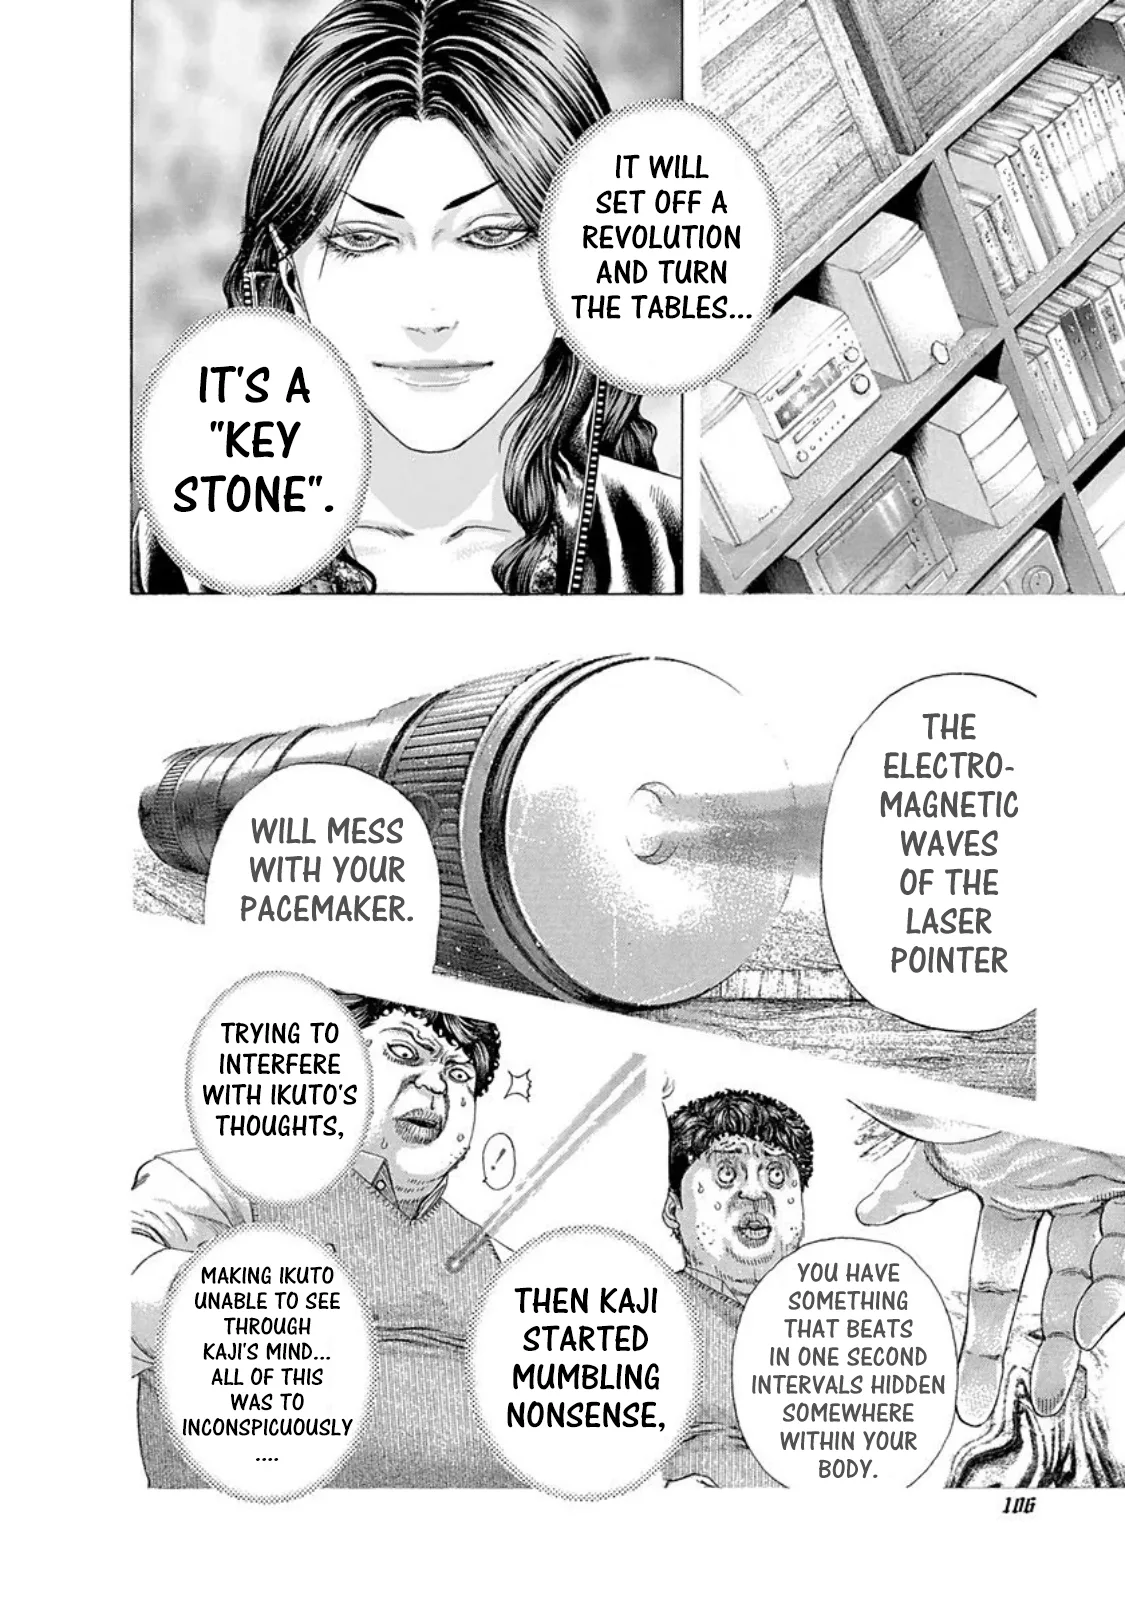 IT WILL
SET OFF A
REVOLUTION
AND TURN
THE TABLES...
IT'S A
"KEY
STONE".
THE
ELECTRO-
MAGNETIC
WAVES
OF THE
LASER
POINTER
WILL MESS
WITH YOUR
PACEMAKER.
YOU HAVE
SOMETHING
THAT BEATS
IN ONE SECOND
INTERVALS HIDDEN
SOMEWHERE
WITHIN YOUR
BODY.
THEN KAJI
STARTED
MUMBLING
NONSENSE,
!
TRYING TO
INTERFERE
WITH IKUTO'S
THOUGHTS,
MAKING IKUTO
UNABLE TO SEE
THROUGH
KAJI'S MIND...
ALL OF THIS
WAS TO
INCONSPICUOUSLY
....
106